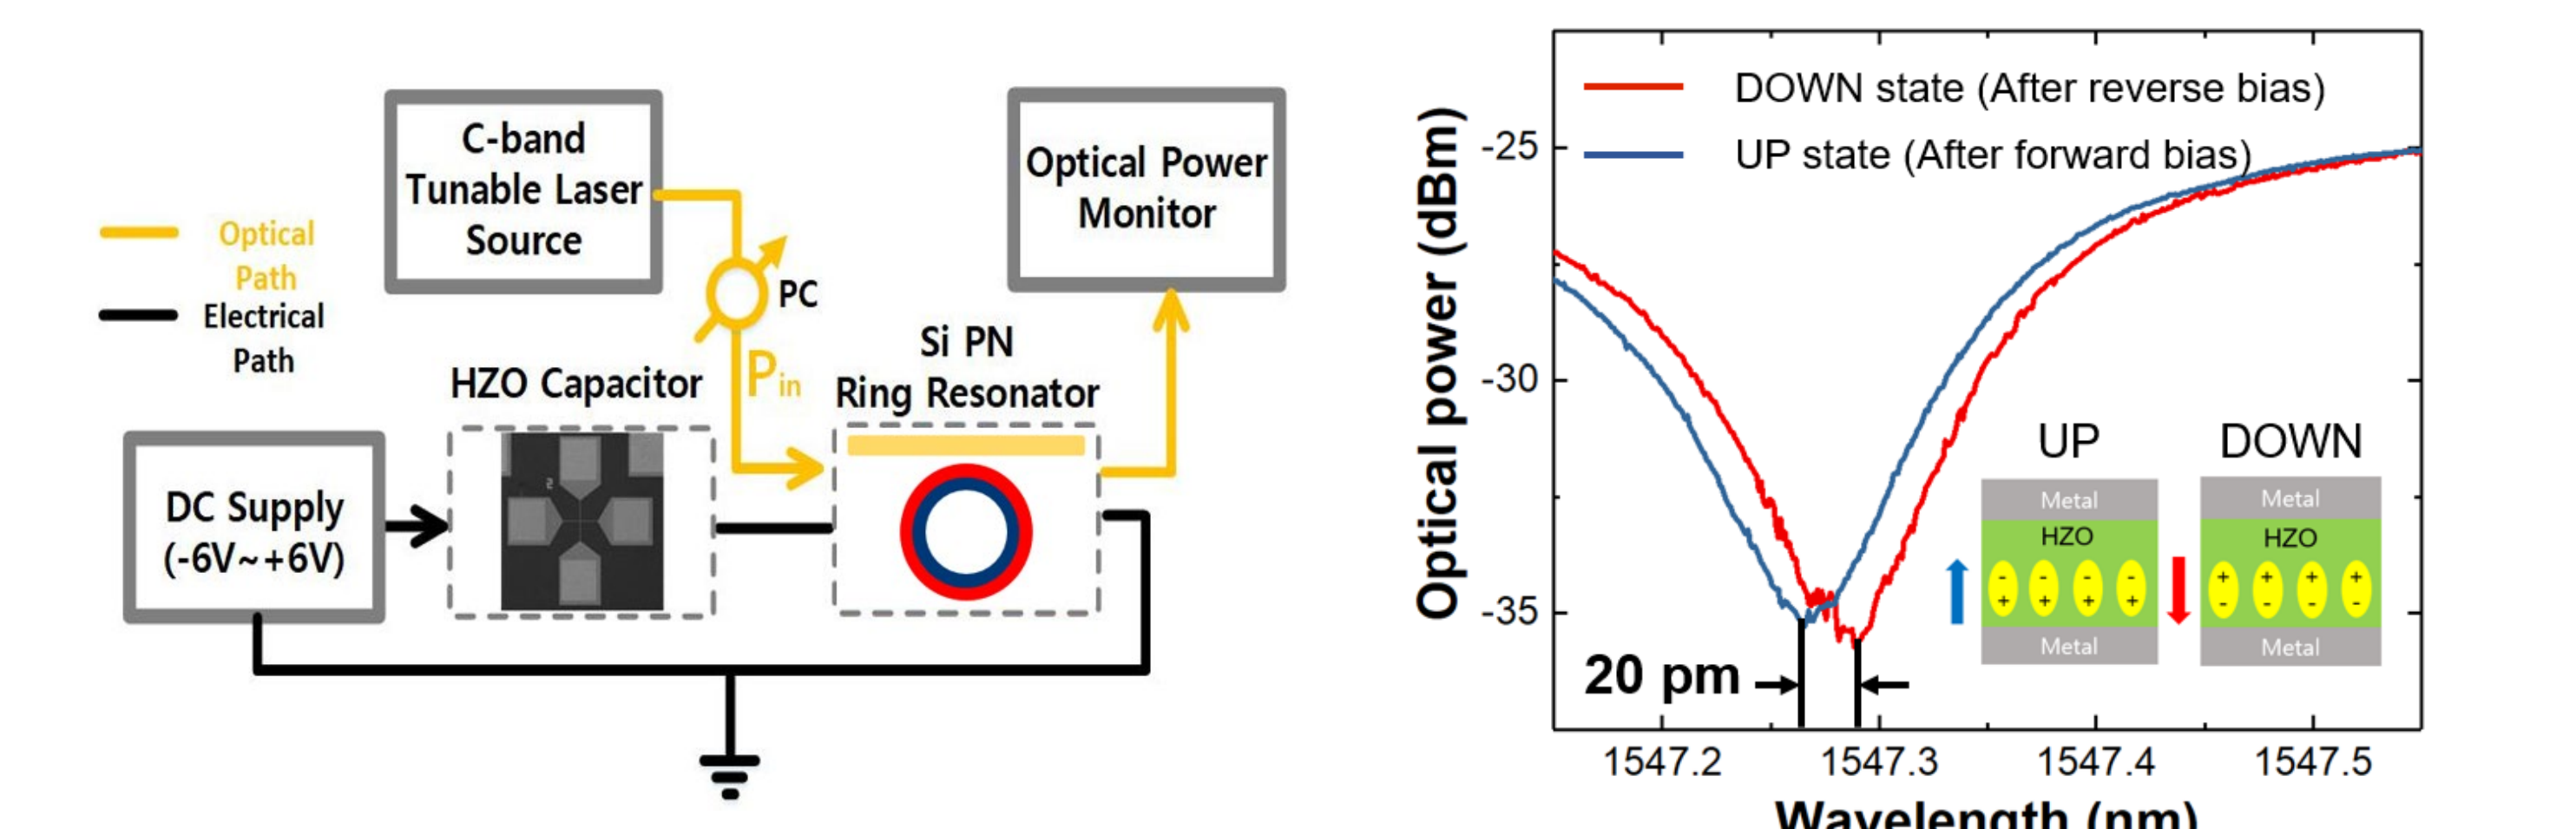 C-band
Tunable Laser
Source
Optical Power
Monitor
Optical
Path
Electrical
Path
PC
P in
HZO Capacitor
Si PN
Ring Resonator
DC Supply
(-6V~+6V)
DOWN state (After reverse bias)
UP state (After forward bias)
Optical power (dBm)
-25
-30
-35
UP
DOWN
Metal
HZO
- - - -
+ + + +
Metal
Metal
HZO
+ + + +
- - - -
Metal
20 pm
1547.2
1547.3
1547.4
1547.5
Wavelength (nm)